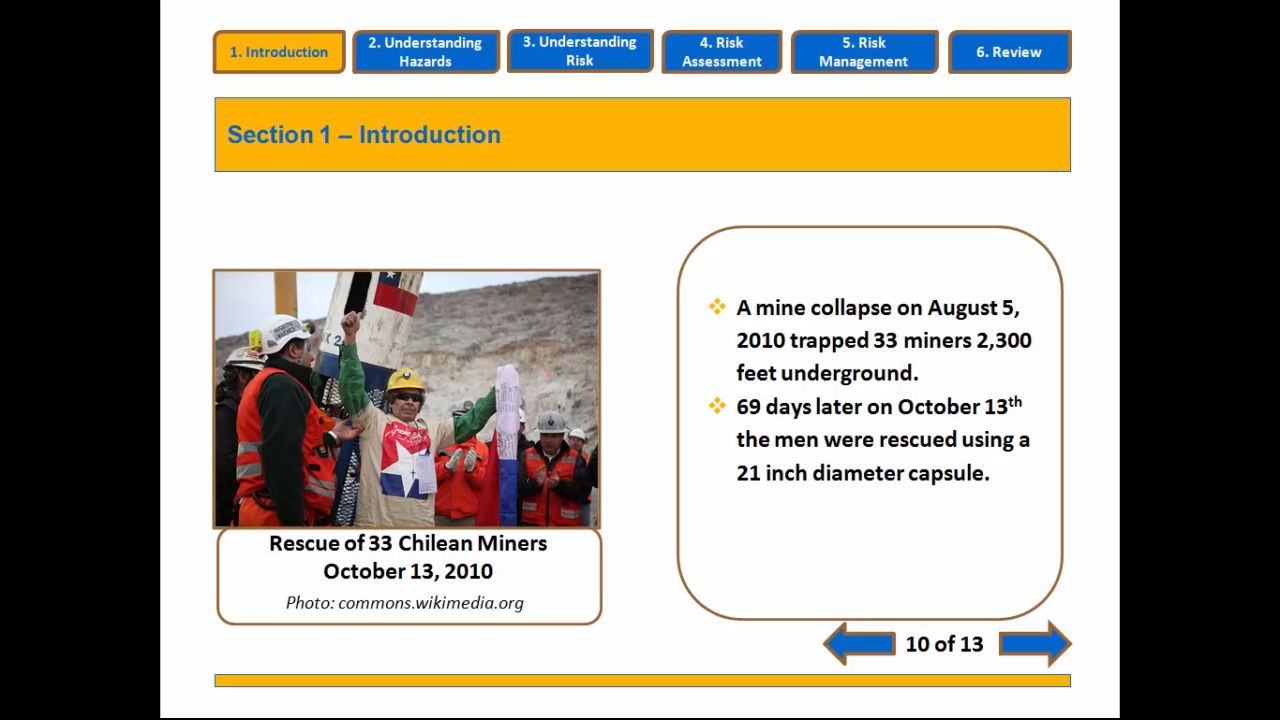 1. Introduction
2. Understanding
Hazards
3. Understanding
Risk
4. Risk
Assessment
5. Risk
Management
6. Review
Section 1 – Introduction
❖ A mine collapse on August 5,
2010 trapped 33 miners 2,300
feet underground.
❖ 69 days later on October 13th
the men were rescued using a
21 inch diameter capsule.
Rescue of 33 Chilean Miners
October 13, 2010
Photo: commons.wikimedia.org
10 of 13